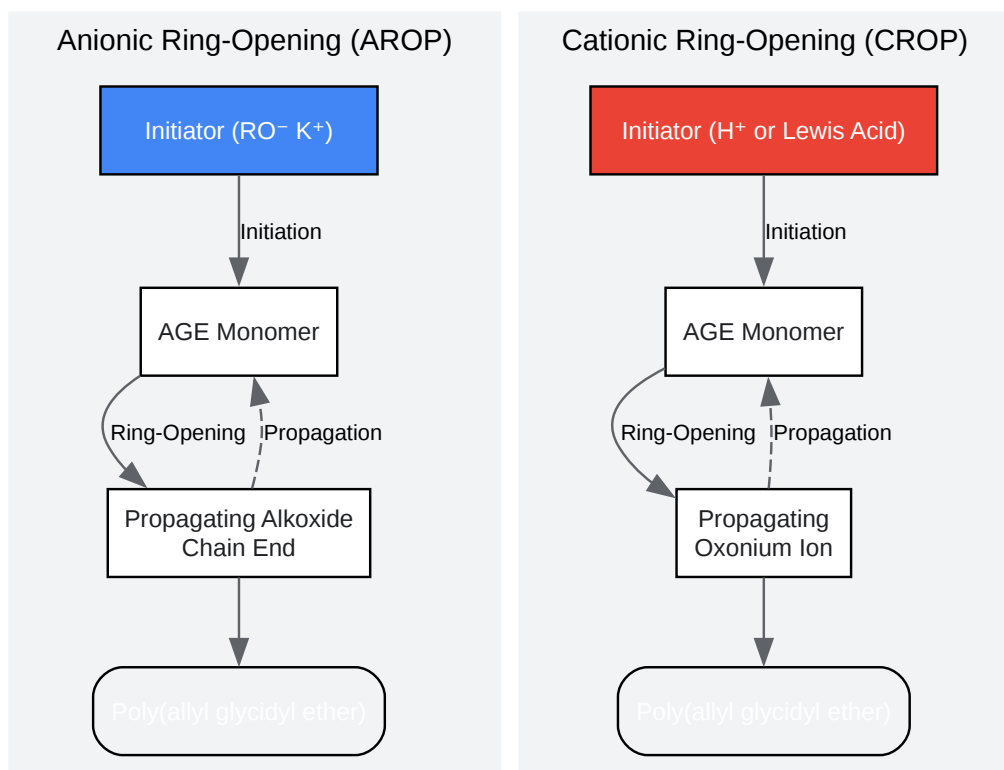 Anionic Ring-Opening (AROP)
Initiator (RO⁻ K⁺)
Initiation
AGE Monomer
Ring-Opening
Propagation
Propagating Alkoxide
Chain End
Poly(allyl glycidyl ether)
Cationic Ring-Opening (CROP)
Initiator (H⁺ or Lewis Acid)
Initiation
AGE Monomer
Ring-Opening
Propagation
Propagating
Oxonium Ion
Poly(allyl glycidyl ether)